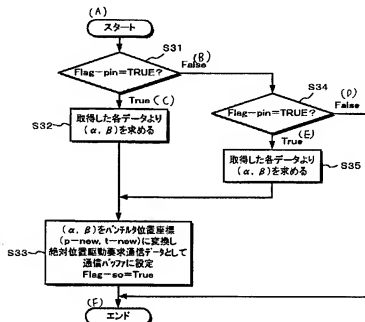 (A)
スタート
S31
(B)
Flag-pin=TRUE?
False
S34
(D)
True (C)
Flag-pin=TRUE?
False
S32
取得した各データより
(α, β)を求める
True (E)
取得した各データより
(α, β)を求める
S35
S33
(α, β)をパンチルタ位置座標
(p-new, t-new)に変換し
絶対位置駆動要求通信データとして
通信バッファに設定
Flag-so=True
(F)
エンド